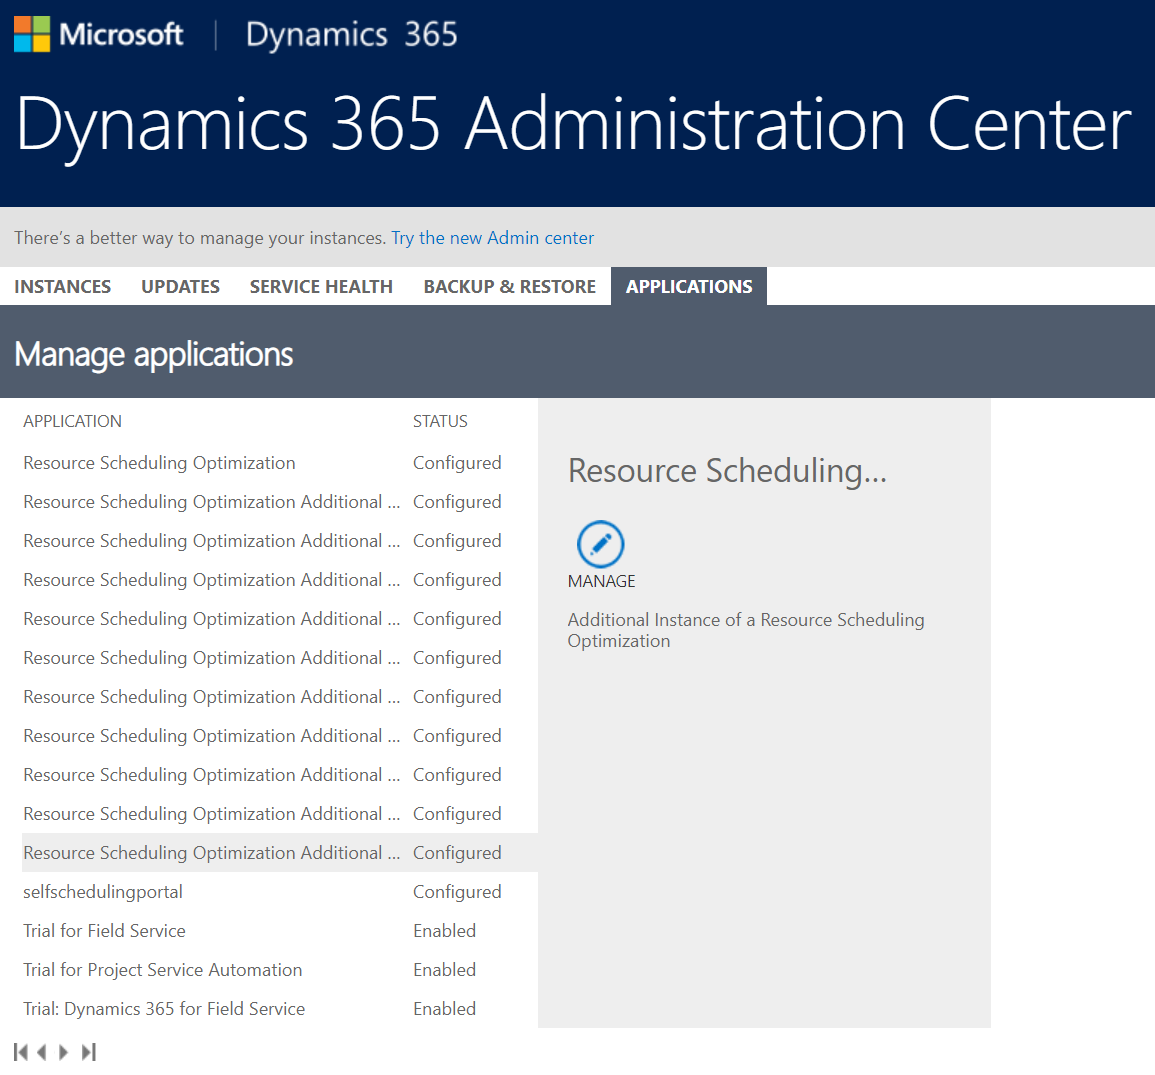 Microsoft | Dynamics 365
Dynamics 365 Administration Center
There's a better way to manage your instances. Try the new Admin center
INSTANCES UPDATES SERVICE HEALTH BACKUP & RESTORE APPLICATIONS
Manage applications
APPLICATION STATUS
Resource Scheduling Optimization Configured
Resource Scheduling Optimization Additional ... Configured
Resource Scheduling Optimization Additional ... Configured
Resource Scheduling Optimization Additional ... Configured
Resource Scheduling Optimization Additional ... Configured
Resource Scheduling Optimization Additional ... Configured
Resource Scheduling Optimization Additional ... Configured
Resource Scheduling Optimization Additional ... Configured
Resource Scheduling Optimization Additional ... Configured
Resource Scheduling Optimization Additional ... Configured
Resource Scheduling Optimization Additional ... Configured
selfschedulingportal Configured
Trial for Field Service Enabled
Trial for Project Service Automation Enabled
Trial: Dynamics 365 for Field Service Enabled
Resource Scheduling...
MANAGE
Additional Instance of a Resource Scheduling
Optimization